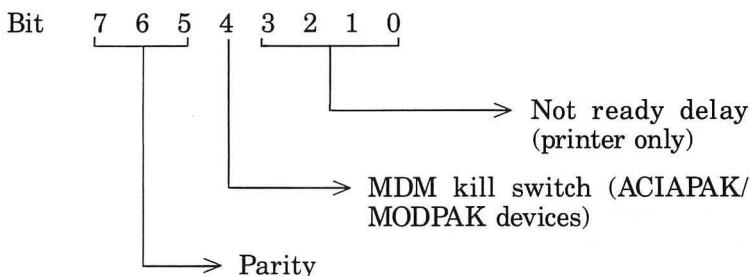 Bit 7 6 5 4 3 2 1 0
Not ready delay
(printer only)
MDM kill switch (ACIAPAK/
MODPAK devices)
Parity